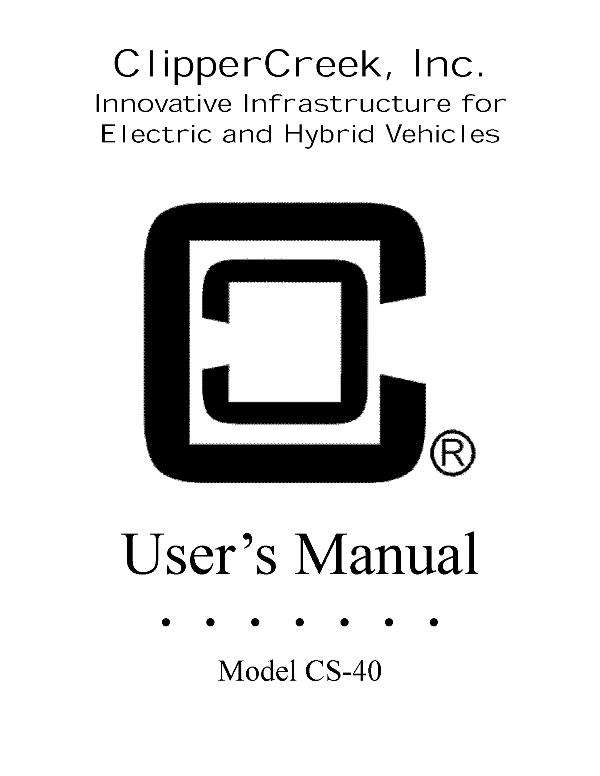 ClipperCreek, Inc.
Innovative Infrastructure for
Electric and Hybrid Vehicles
®
User’s Manual
• • • • • • •
Model CS-40